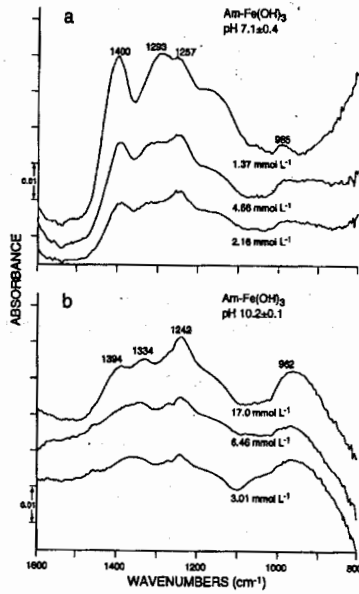 a
Am-Fe(OH)3
pH 7.1±0.4
1400
1293
1257
985
0.01
1.37 mmol L-1
4.66 mmol L-1
2.16 mmol L-1
ABSORBANCE
b
Am-Fe(OH)3
pH 10.2±0.1
1394
1334
1242
962
17.0 mmol L-1
6.46 mmol L-1
0.01
3.01 mmol L-1
1600
1400
1200
1000
800
WAVENUMBERS (cm-1)